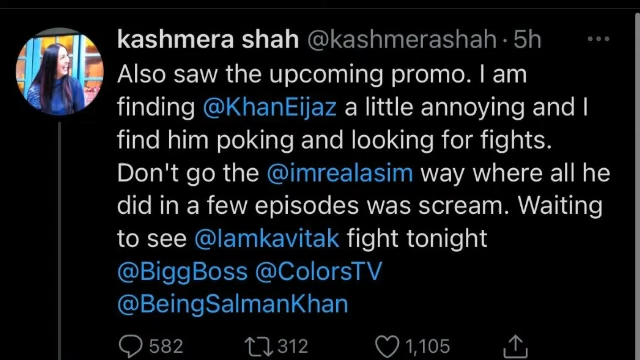 kashmera shah @kashmerashah · 5h
Also saw the upcoming promo. I am
finding @KhanEijaz a little annoying and I
find him poking and looking for fights.
Don't go the @imrealasim way where all he
did in a few episodes was scream. Waiting
to see @Iamkavitak fight tonight
@BiggBoss @ColorsTV
@BeingSalmanKhan
582 312 1,105